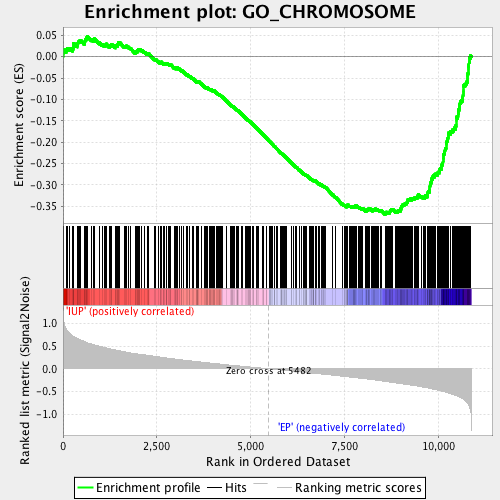 Enrichment plot: GO_CHROMOSOME
Enrichment score (ES)
0.05
0.00
-0.05
-0.10
-0.15
-0.20
-0.25
-0.30
-0.35
Ranked list metric (Signal2Noise)
1.0
0.5
0.0
-0.5
-1.0
'IUP' (positively correlated)
Zero cross at 5482
'EP' (negatively correlated)
0
2,500
5,000
7,500
10,000
Rank in Ordered Dataset
Enrichment profile
Hits
Ranking metric scores